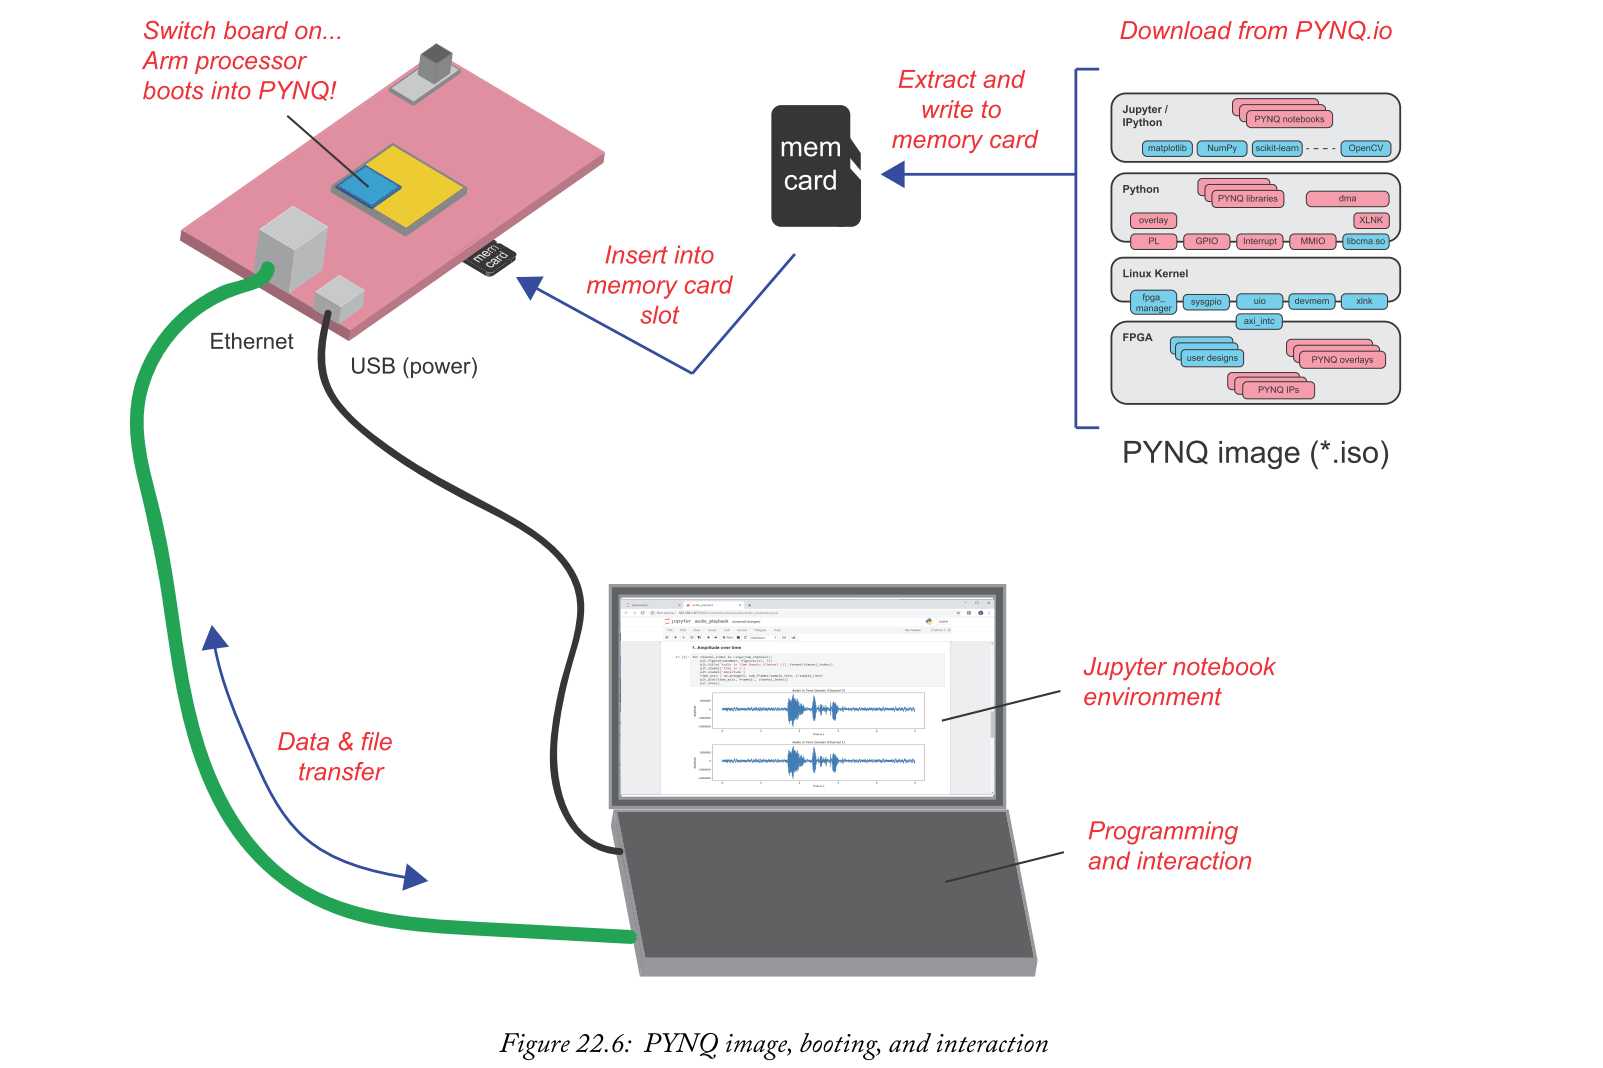 Switch board on...
Arm processor
boots into PYNQ!
Download from PYNQ.io
Extract and
write to
memory card
mem
card
Jupyter /
IPython
PYNQ notebooks
matplotlib
NumPy
scikit-learn
OpenCV
Python
PYNQ libraries
dma
overlay
XLNK
PL
GPIO
Interrupt
MMIO
libcma.so
Linux Kernel
fpga_
manager
sysgpio
uio
devmem
xlnk
axi_intc
FPGA
user designs
PYNQ overlays
PYNQ IPs
PYNQ image (*.iso)
mem
card
Insert into
memory card
slot
Ethernet
USB (power)
jupyter audio_playback
1. Amplitude over time
Data & file
transfer
Jupyter notebook
environment
Programming
and interaction
Figure 22.6: PYNQ image, booting, and interaction